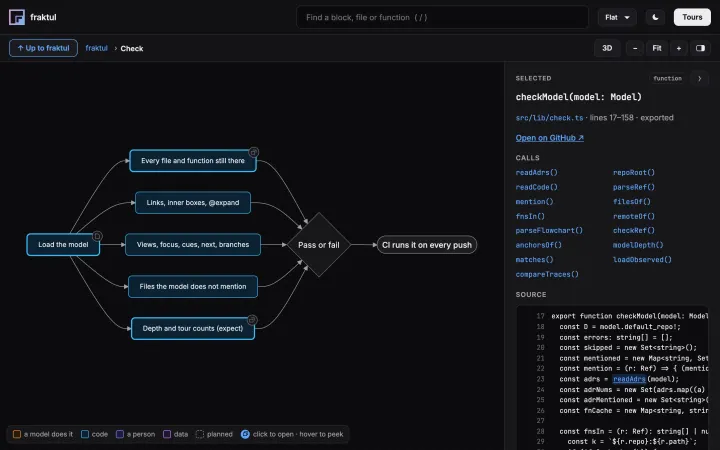 fraktul
Find a block, file or function ( / )
Flat
Tours
↑ Up to fraktul
fraktul › Check
3D
−
Fit
+
SELECTED
function
checkModel(model: Model)
src/lib/check.ts · lines 17–158 · exported
Open on GitHub ↗
CALLS
readAdrs() repoRoot()
readCode() parseRef()
mention() filesOf()
fnsIn() remoteOf()
parseFlowchart() checkRef()
anchorsOf() modelDepth()
matches() loadObserved()
compareTraces()
SOURCE
17 export function checkModel(model: Model
18 const D = model.default_repo!;
19 const errors: string[] = [];
20 const skipped = new Set<string>();
21 const mentioned = new Map<string, Set
22 const mention = (r: Ref) => { (mentio
23 const adrs = readAdrs(model);
24 const adrNums = new Set(adrs.map((a)
25 const adrMentioned = new Set<string>(
26 const fnCache = new Map<string, strin
28 const fnsIn = (r: Ref): string[] | nu
29 const k = `${r.repo}:${r.path}`;
Every file and function still there
Links, inner boxes, @expand
Load the model
Views, focus, cues, next, branches
Pass or fail
CI runs it on every push
Files the model does not mention
Depth and tour counts (expect)
a model does it
code
a person
data
planned
click to open · hover to peek